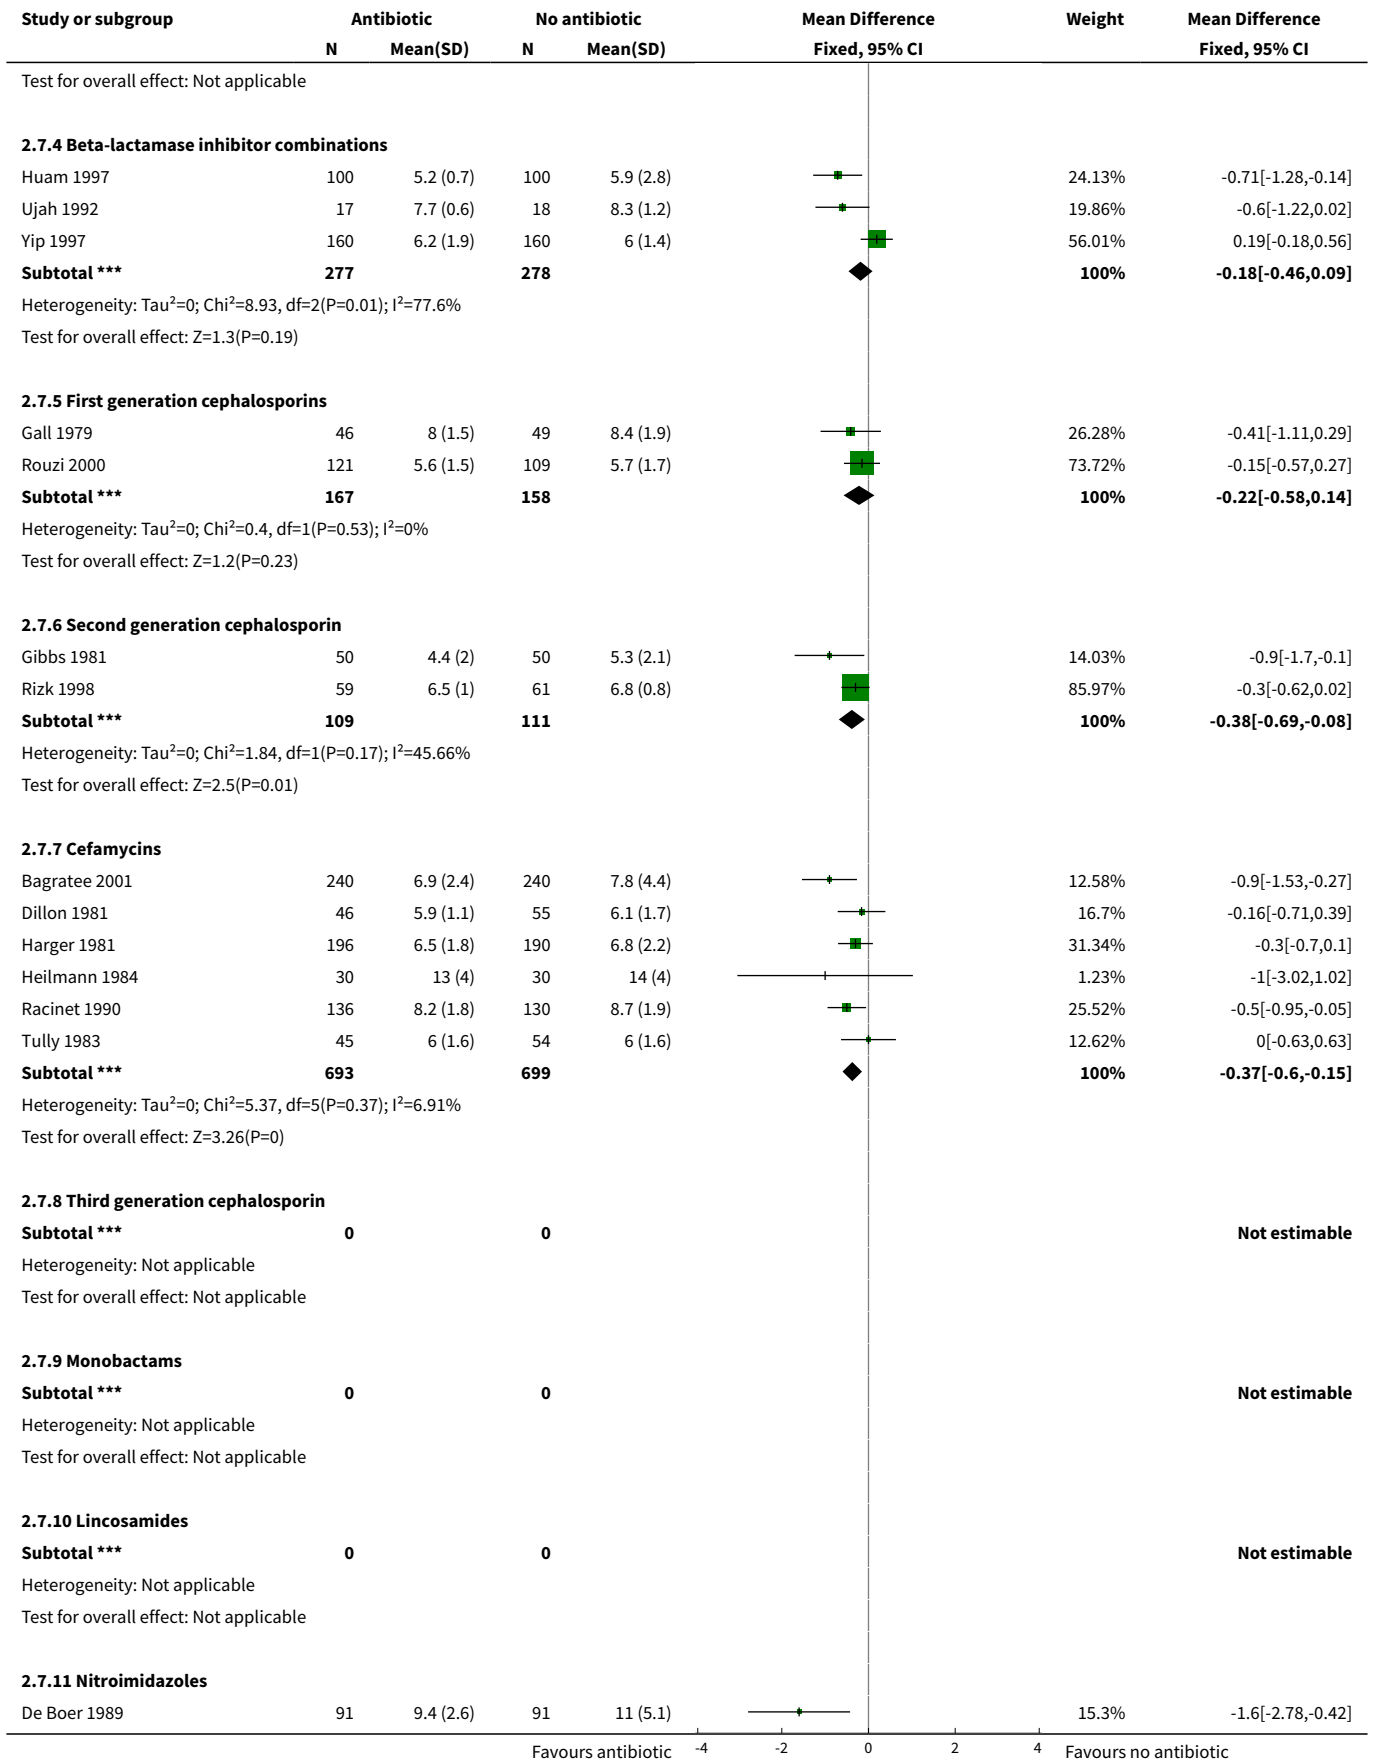 Study or subgroup Antibiotic No antibiotic Mean Difference Weight Mean Difference
N Mean(SD) N Mean(SD) Fixed, 95% CI Fixed, 95% CI
Test for overall effect: Not applicable
2.7.4 Beta-lactamase inhibitor combinations
Huam 1997 100 5.2 (0.7) 100 5.9 (2.8) 24.13% -0.71[-1.28,-0.14]
Ujah 1992 17 7.7 (0.6) 18 8.3 (1.2) 19.86% -0.6[-1.22,0.02]
Yip 1997 160 6.2 (1.9) 160 6 (1.4) 56.01% 0.19[-0.18,0.56]
Subtotal *** 277 278 100% -0.18[-0.46,0.09]
Heterogeneity: Tau²=0; Chi²=8.93, df=2(P=0.01); I²=77.6%
Test for overall effect: Z=1.3(P=0.19)
2.7.5 First generation cephalosporins
Gall 1979 46 8 (1.5) 49 8.4 (1.9) 26.28% -0.41[-1.11,0.29]
Rouzi 2000 121 5.6 (1.5) 109 5.7 (1.7) 73.72% -0.15[-0.57,0.27]
Subtotal *** 167 158 100% -0.22[-0.58,0.14]
Heterogeneity: Tau²=0; Chi²=0.4, df=1(P=0.53); I²=0%
Test for overall effect: Z=1.2(P=0.23)
2.7.6 Second generation cephalosporin
Gibbs 1981 50 4.4 (2) 50 5.3 (2.1) 14.03% -0.9[-1.7,-0.1]
Rizk 1998 59 6.5 (1) 61 6.8 (0.8) 85.97% -0.3[-0.62,0.02]
Subtotal *** 109 111 100% -0.38[-0.69,-0.08]
Heterogeneity: Tau²=0; Chi²=1.84, df=1(P=0.17); I²=45.66%
Test for overall effect: Z=2.5(P=0.01)
2.7.7 Cefamycins
Bagratee 2001 240 6.9 (2.4) 240 7.8 (4.4) 12.58% -0.9[-1.53,-0.27]
Dillon 1981 46 5.9 (1.1) 55 6.1 (1.7) 16.7% -0.16[-0.71,0.39]
Harger 1981 196 6.5 (1.8) 190 6.8 (2.2) 31.34% -0.3[-0.7,0.1]
Heilmann 1984 30 13 (4) 30 14 (4) 1.23% -1[-3.02,1.02]
Racinet 1990 136 8.2 (1.8) 130 8.7 (1.9) 25.52% -0.5[-0.95,-0.05]
Tully 1983 45 6 (1.6) 54 6 (1.6) 12.62% 0[-0.63,0.63]
Subtotal *** 693 699 100% -0.37[-0.6,-0.15]
Heterogeneity: Tau²=0; Chi²=5.37, df=5(P=0.37); I²=6.91%
Test for overall effect: Z=3.26(P=0)
2.7.8 Third generation cephalosporin
Subtotal *** 0 0 Not estimable
Heterogeneity: Not applicable
Test for overall effect: Not applicable
2.7.9 Monobactams
Subtotal *** 0 0 Not estimable
Heterogeneity: Not applicable
Test for overall effect: Not applicable
2.7.10 Lincosamides
Subtotal *** 0 0 Not estimable
Heterogeneity: Not applicable
Test for overall effect: Not applicable
2.7.11 Nitroimidazoles
De Boer 1989 91 9.4 (2.6) 91 11 (5.1) 15.3% -1.6[-2.78,-0.42]
Favours antibiotic -4 -2 0 2 4 Favours no antibiotic